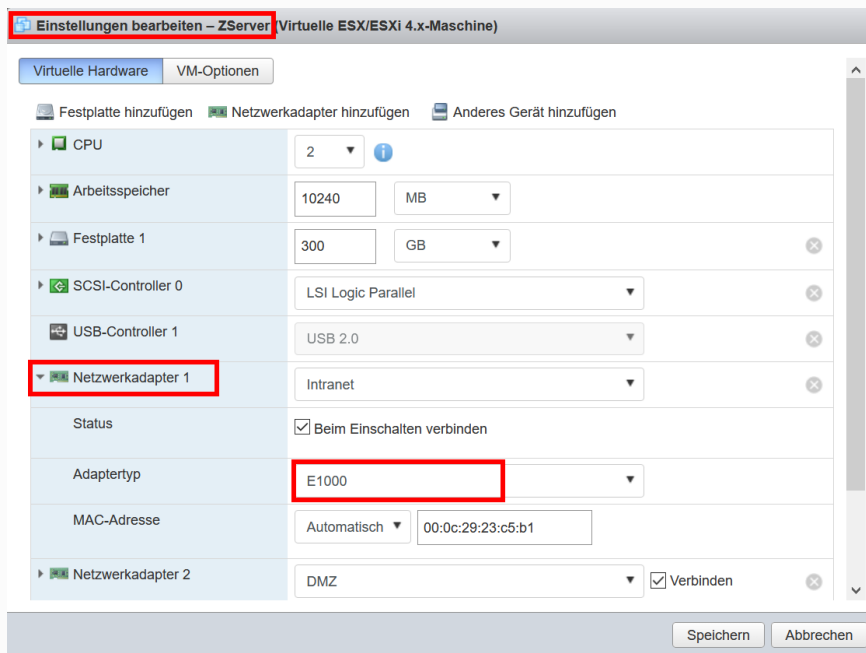 Einstellungen bearbeiten – ZServer (Virtuelle ESX/ESXi 4.x-Maschine)
Virtuelle Hardware VM-Optionen
Festplatte hinzufügen Netzwerkadapter hinzufügen Anderes Gerät hinzufügen
CPU 2
Arbeitsspeicher 10240 MB
Festplatte 1 300 GB
SCSI-Controller 0 LSI Logic Parallel
USB-Controller 1 USB 2.0
Netzwerkadapter 1 Intranet
Status Beim Einschalten verbinden
Adaptertyp E1000
MAC-Adresse Automatisch 00:0c:29:23:c5:b1
Netzwerkadapter 2 DMZ Verbinden
Speichern Abbrechen